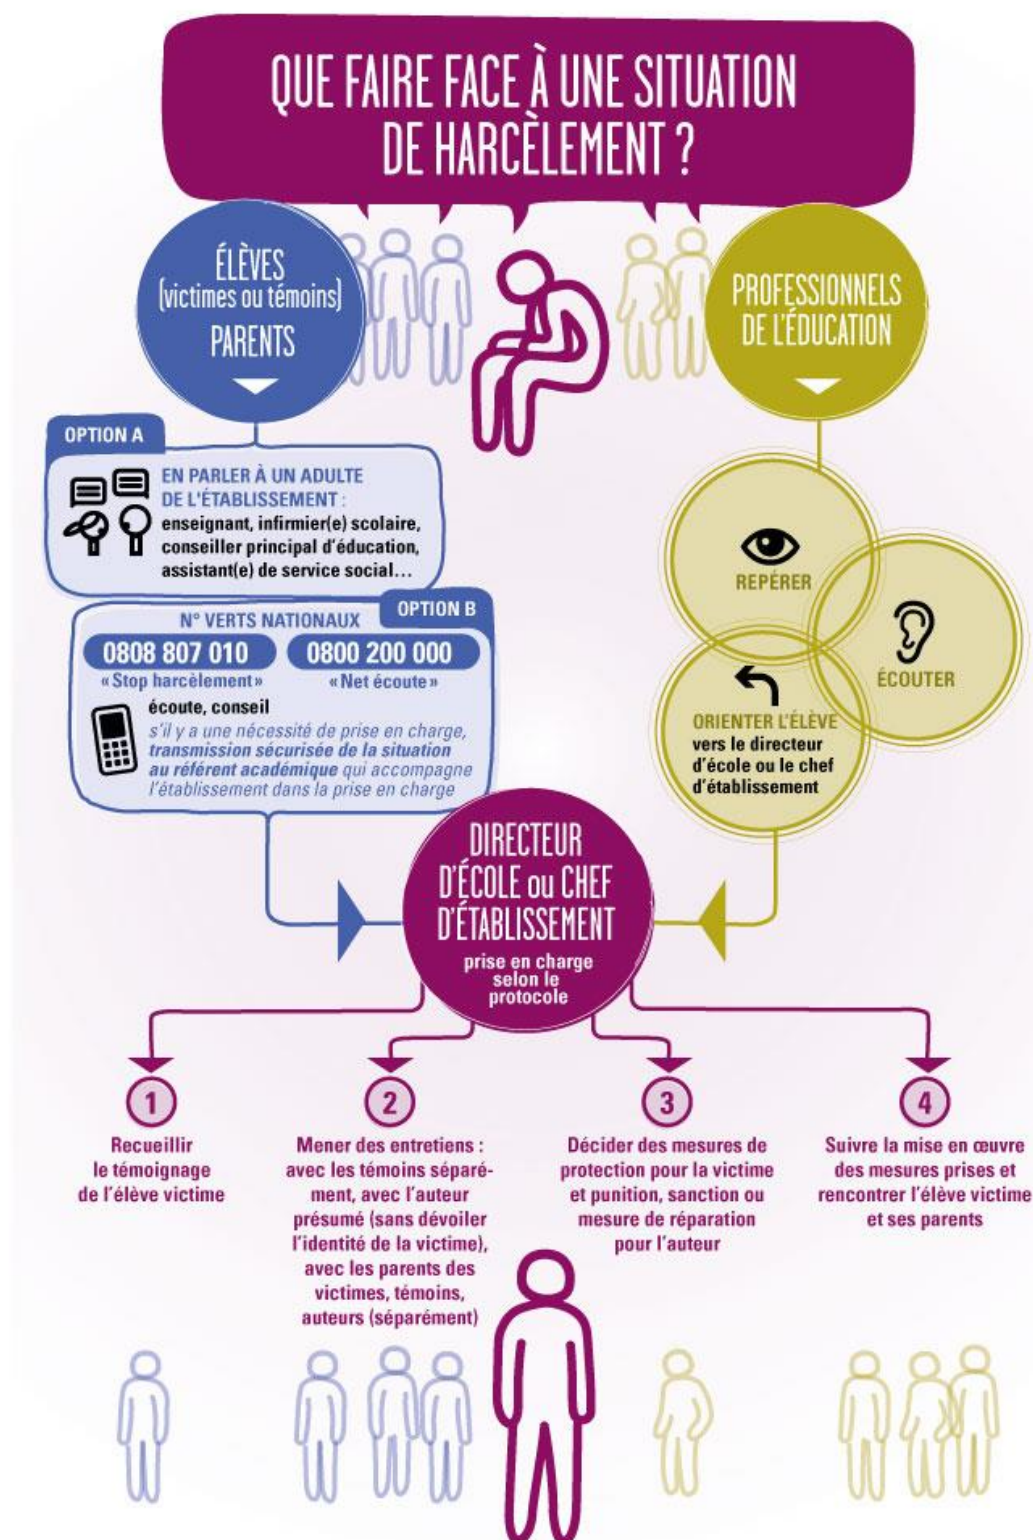 QUE FAIRE FACE À UNE SITUATION
DE HARCÈLEMENT ?
ÉLÈVES
(victimes ou témoins)
PARENTS
PROFESSIONNELS
DE L'ÉDUCATION
OPTION A
EN PARLER À UN ADULTE
DE L'ÉTABLISSEMENT :
enseignant, infirmier(e) scolaire,
conseiller principal d'éducation,
assistant(e) de service social...
OPTION B
N° VERTS NATIONAUX
0808 807 010
« Stop harcèlement »
0800 200 000
« Net écoute »
écoute, conseil
s'il y a une nécessité de prise en charge,
transmission sécurisée de la situation
au référent académique qui accompagne
l'établissement dans la prise en charge
REPÉRER
ÉCOUTER
ORIENTER L'ÉLÈVE
vers le directeur
d'école ou le chef
d'établissement
DIRECTEUR
D'ÉCOLE ou CHEF
D'ÉTABLISSEMENT
prise en charge
selon le
protocole
1
Recueillir
le témoignage
de l'élève victime
2
Mener des entretiens :
avec les témoins séparé-
ment, avec l'auteur
présumé (sans dévoiler
l'identité de la victime),
avec les parents des
victimes, témoins,
auteurs (séparément)
3
Décider des mesures de
protection pour la victime
et punition, sanction ou
mesure de réparation
pour l'auteur
4
Suivre la mise en œuvre
des mesures prises et
rencontrer l'élève victime
et ses parents